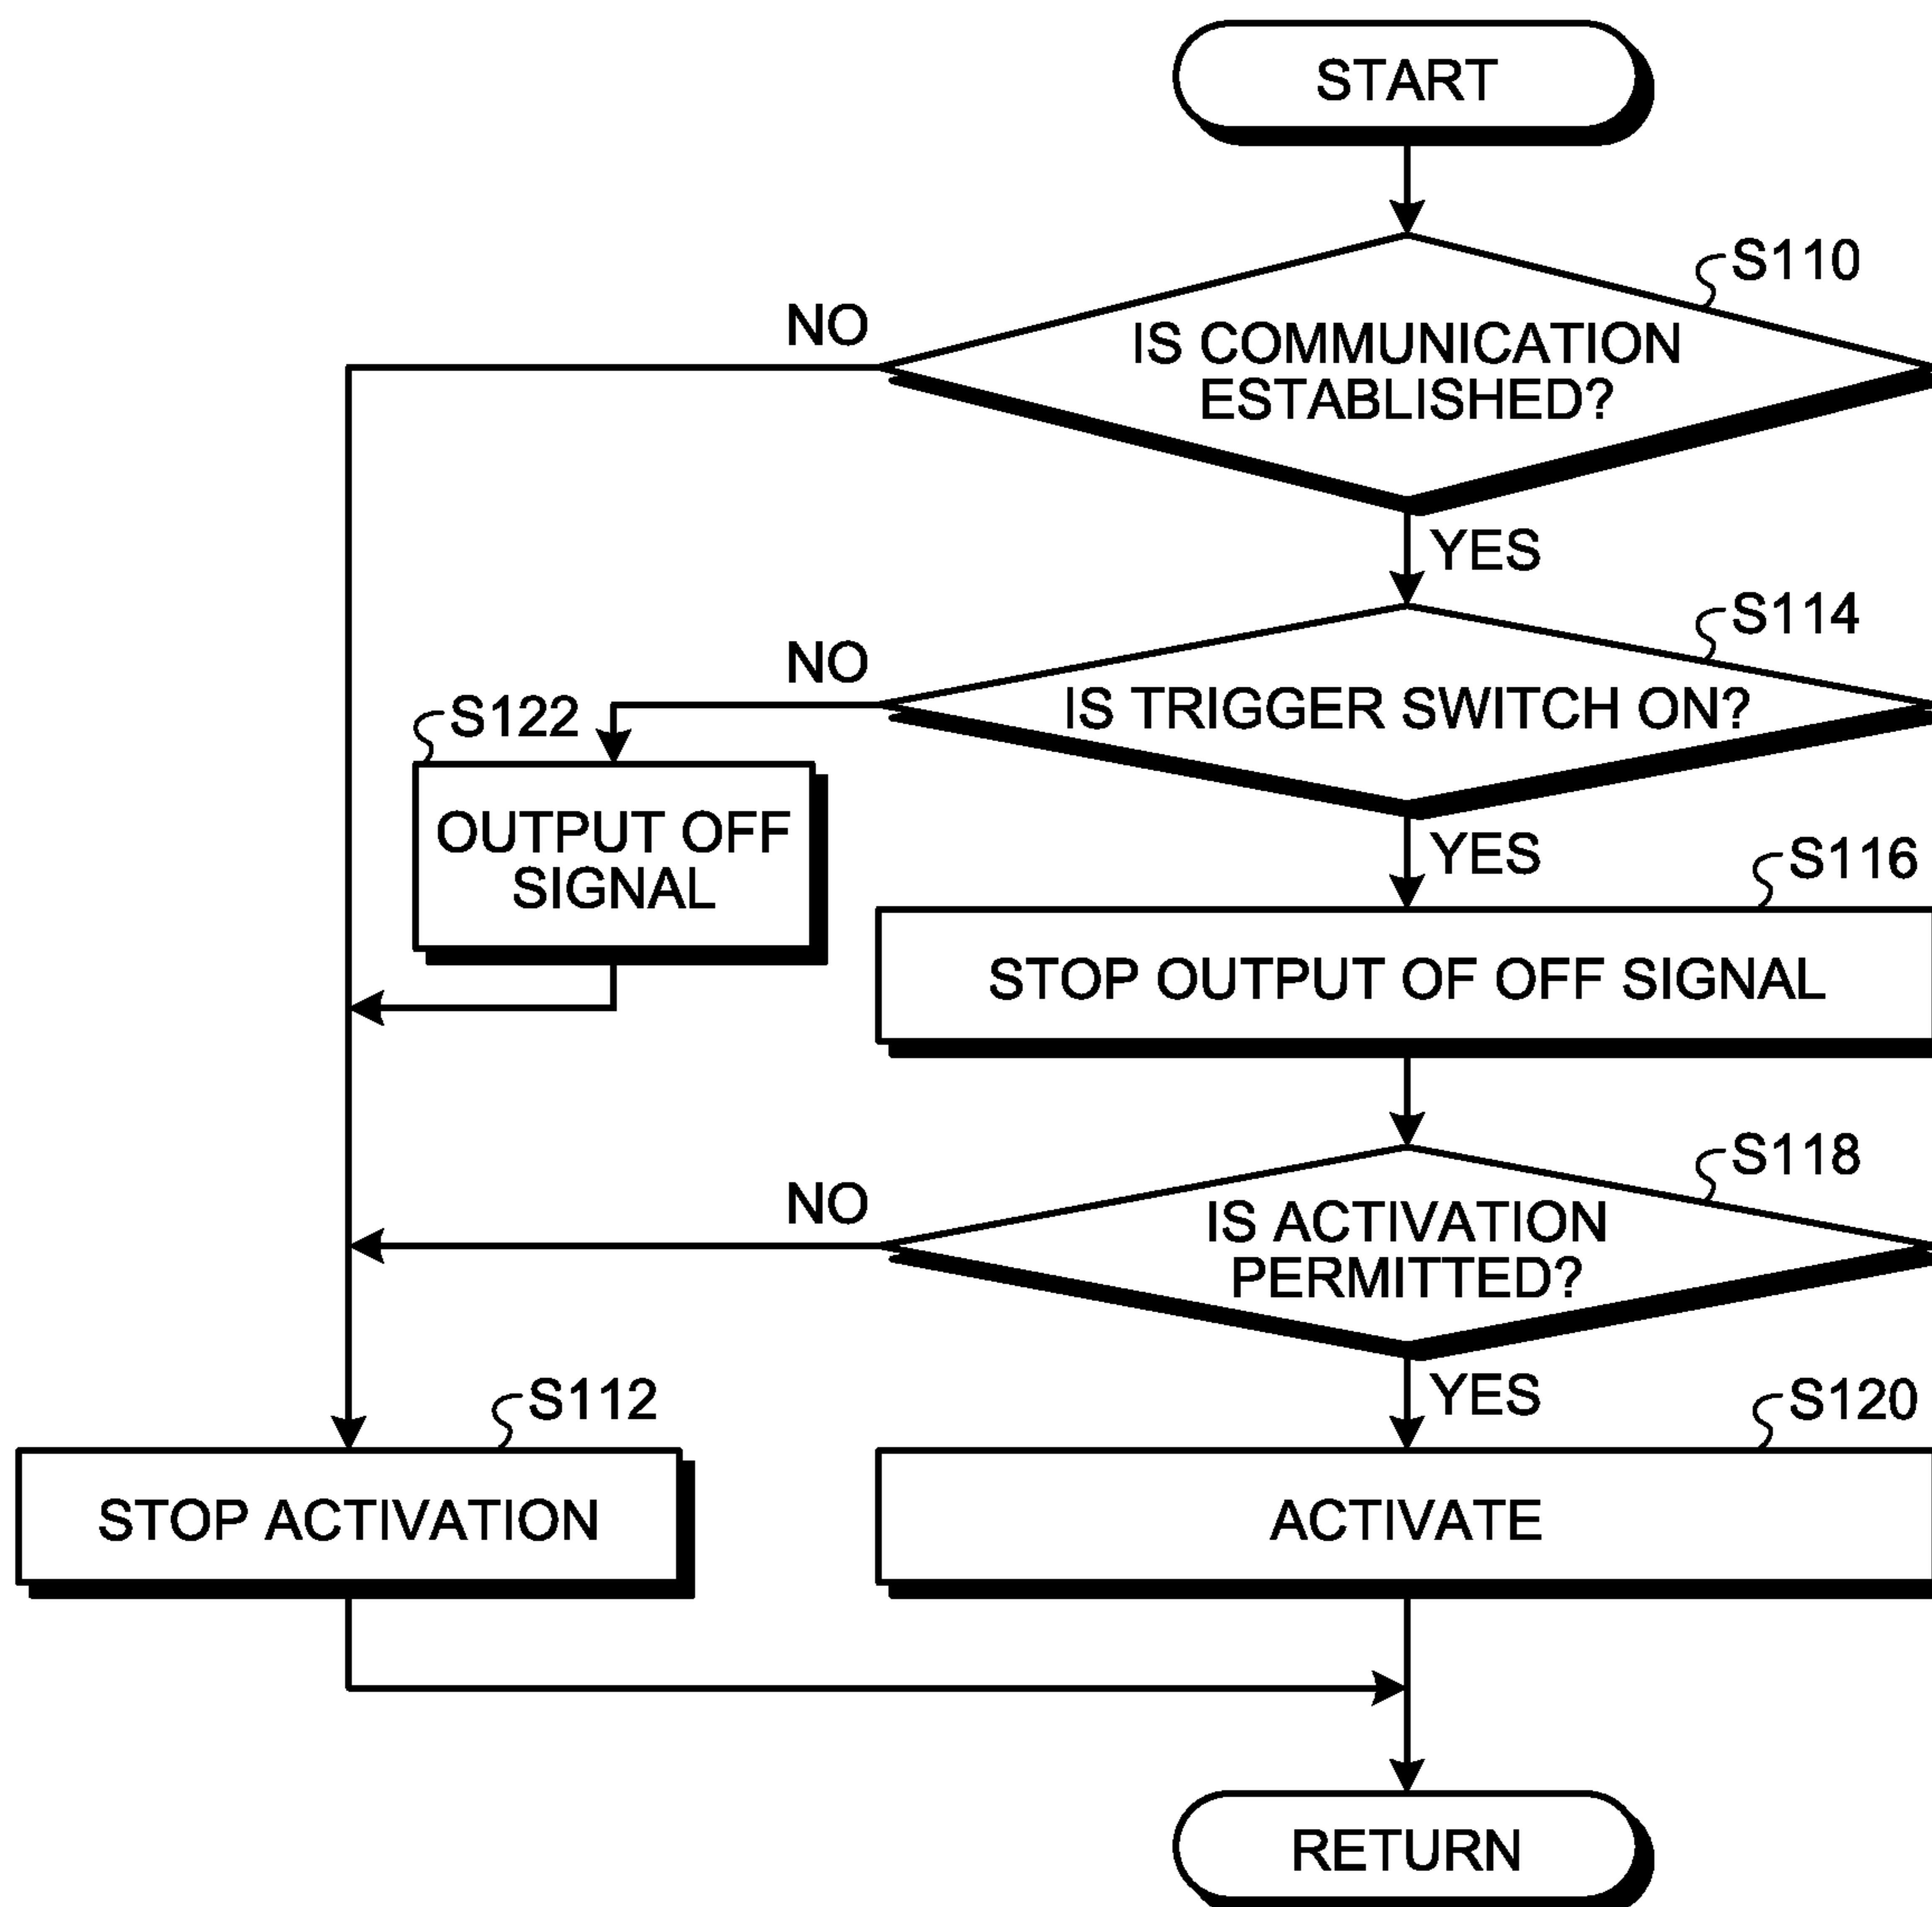 START
S110
NO
IS COMMUNICATION
ESTABLISHED?
YES
S114
NO
IS TRIGGER SWITCH ON?
S122
OUTPUT OFF
SIGNAL
YES
S116
STOP OUTPUT OF OFF SIGNAL
S118
NO
IS ACTIVATION
PERMITTED?
YES
S112
S120
STOP ACTIVATION
ACTIVATE
RETURN